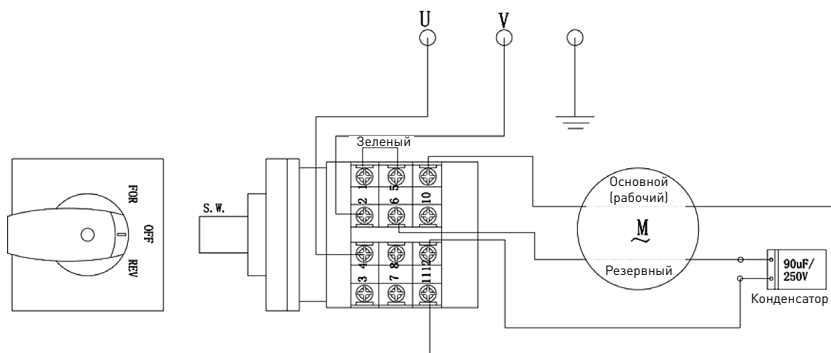 U
V
Зеленый
FOR
OFF
REV
S.W.
1
5
2
6
10
4
8
12
3
7
11
Основной
(рабочий)
M
~
Резервный
90uF/
250V
Конденсатор